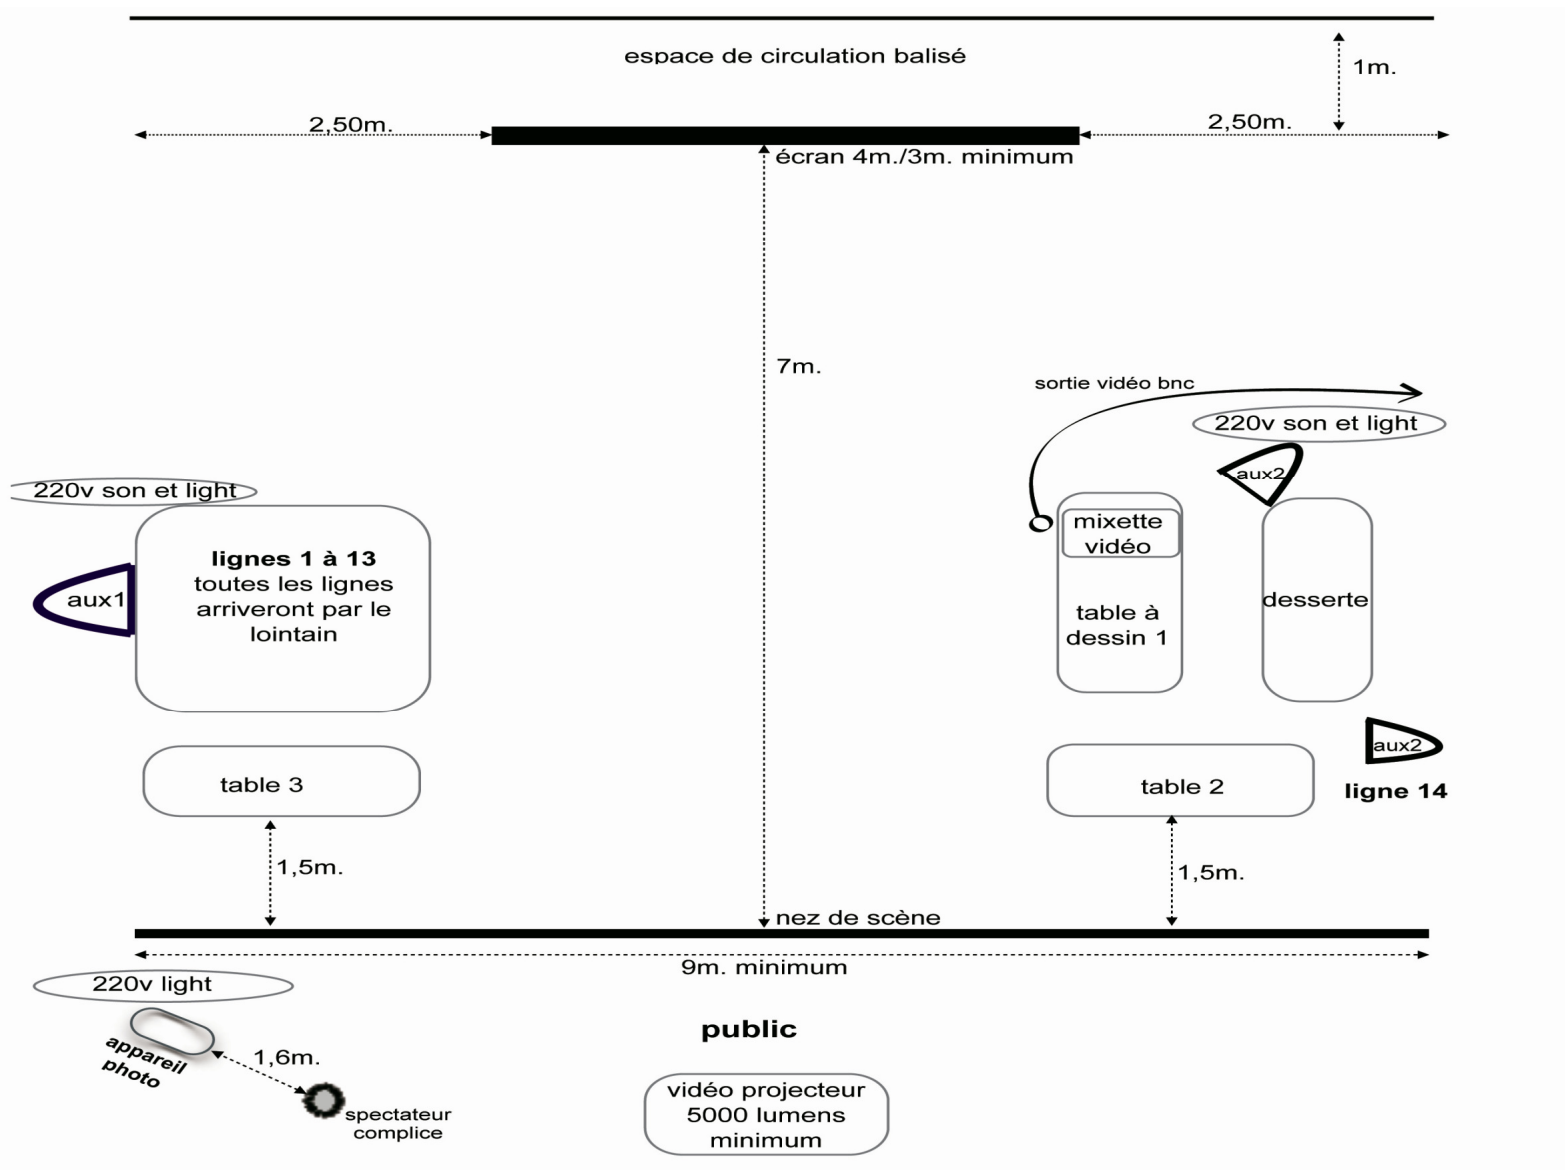 espace de circulation balisé
1m.
2,50m.
2,50m.
écran 4m./3m. minimum
7m.
sortie vidéo bnc
220v son et light
aux2
220v son et light
mixette
vidéo
lignes 1 à 13
toutes les lignes
arriveront par le
lointain
aux1
desserte
table à
dessin 1
aux2
table 3
table 2
ligne 14
1,5m.
1,5m.
nez de scène
9m. minimum
220v light
public
appareil
photo
1,6m.
spectateur
complice
vidéo projecteur
5000 lumens
minimum